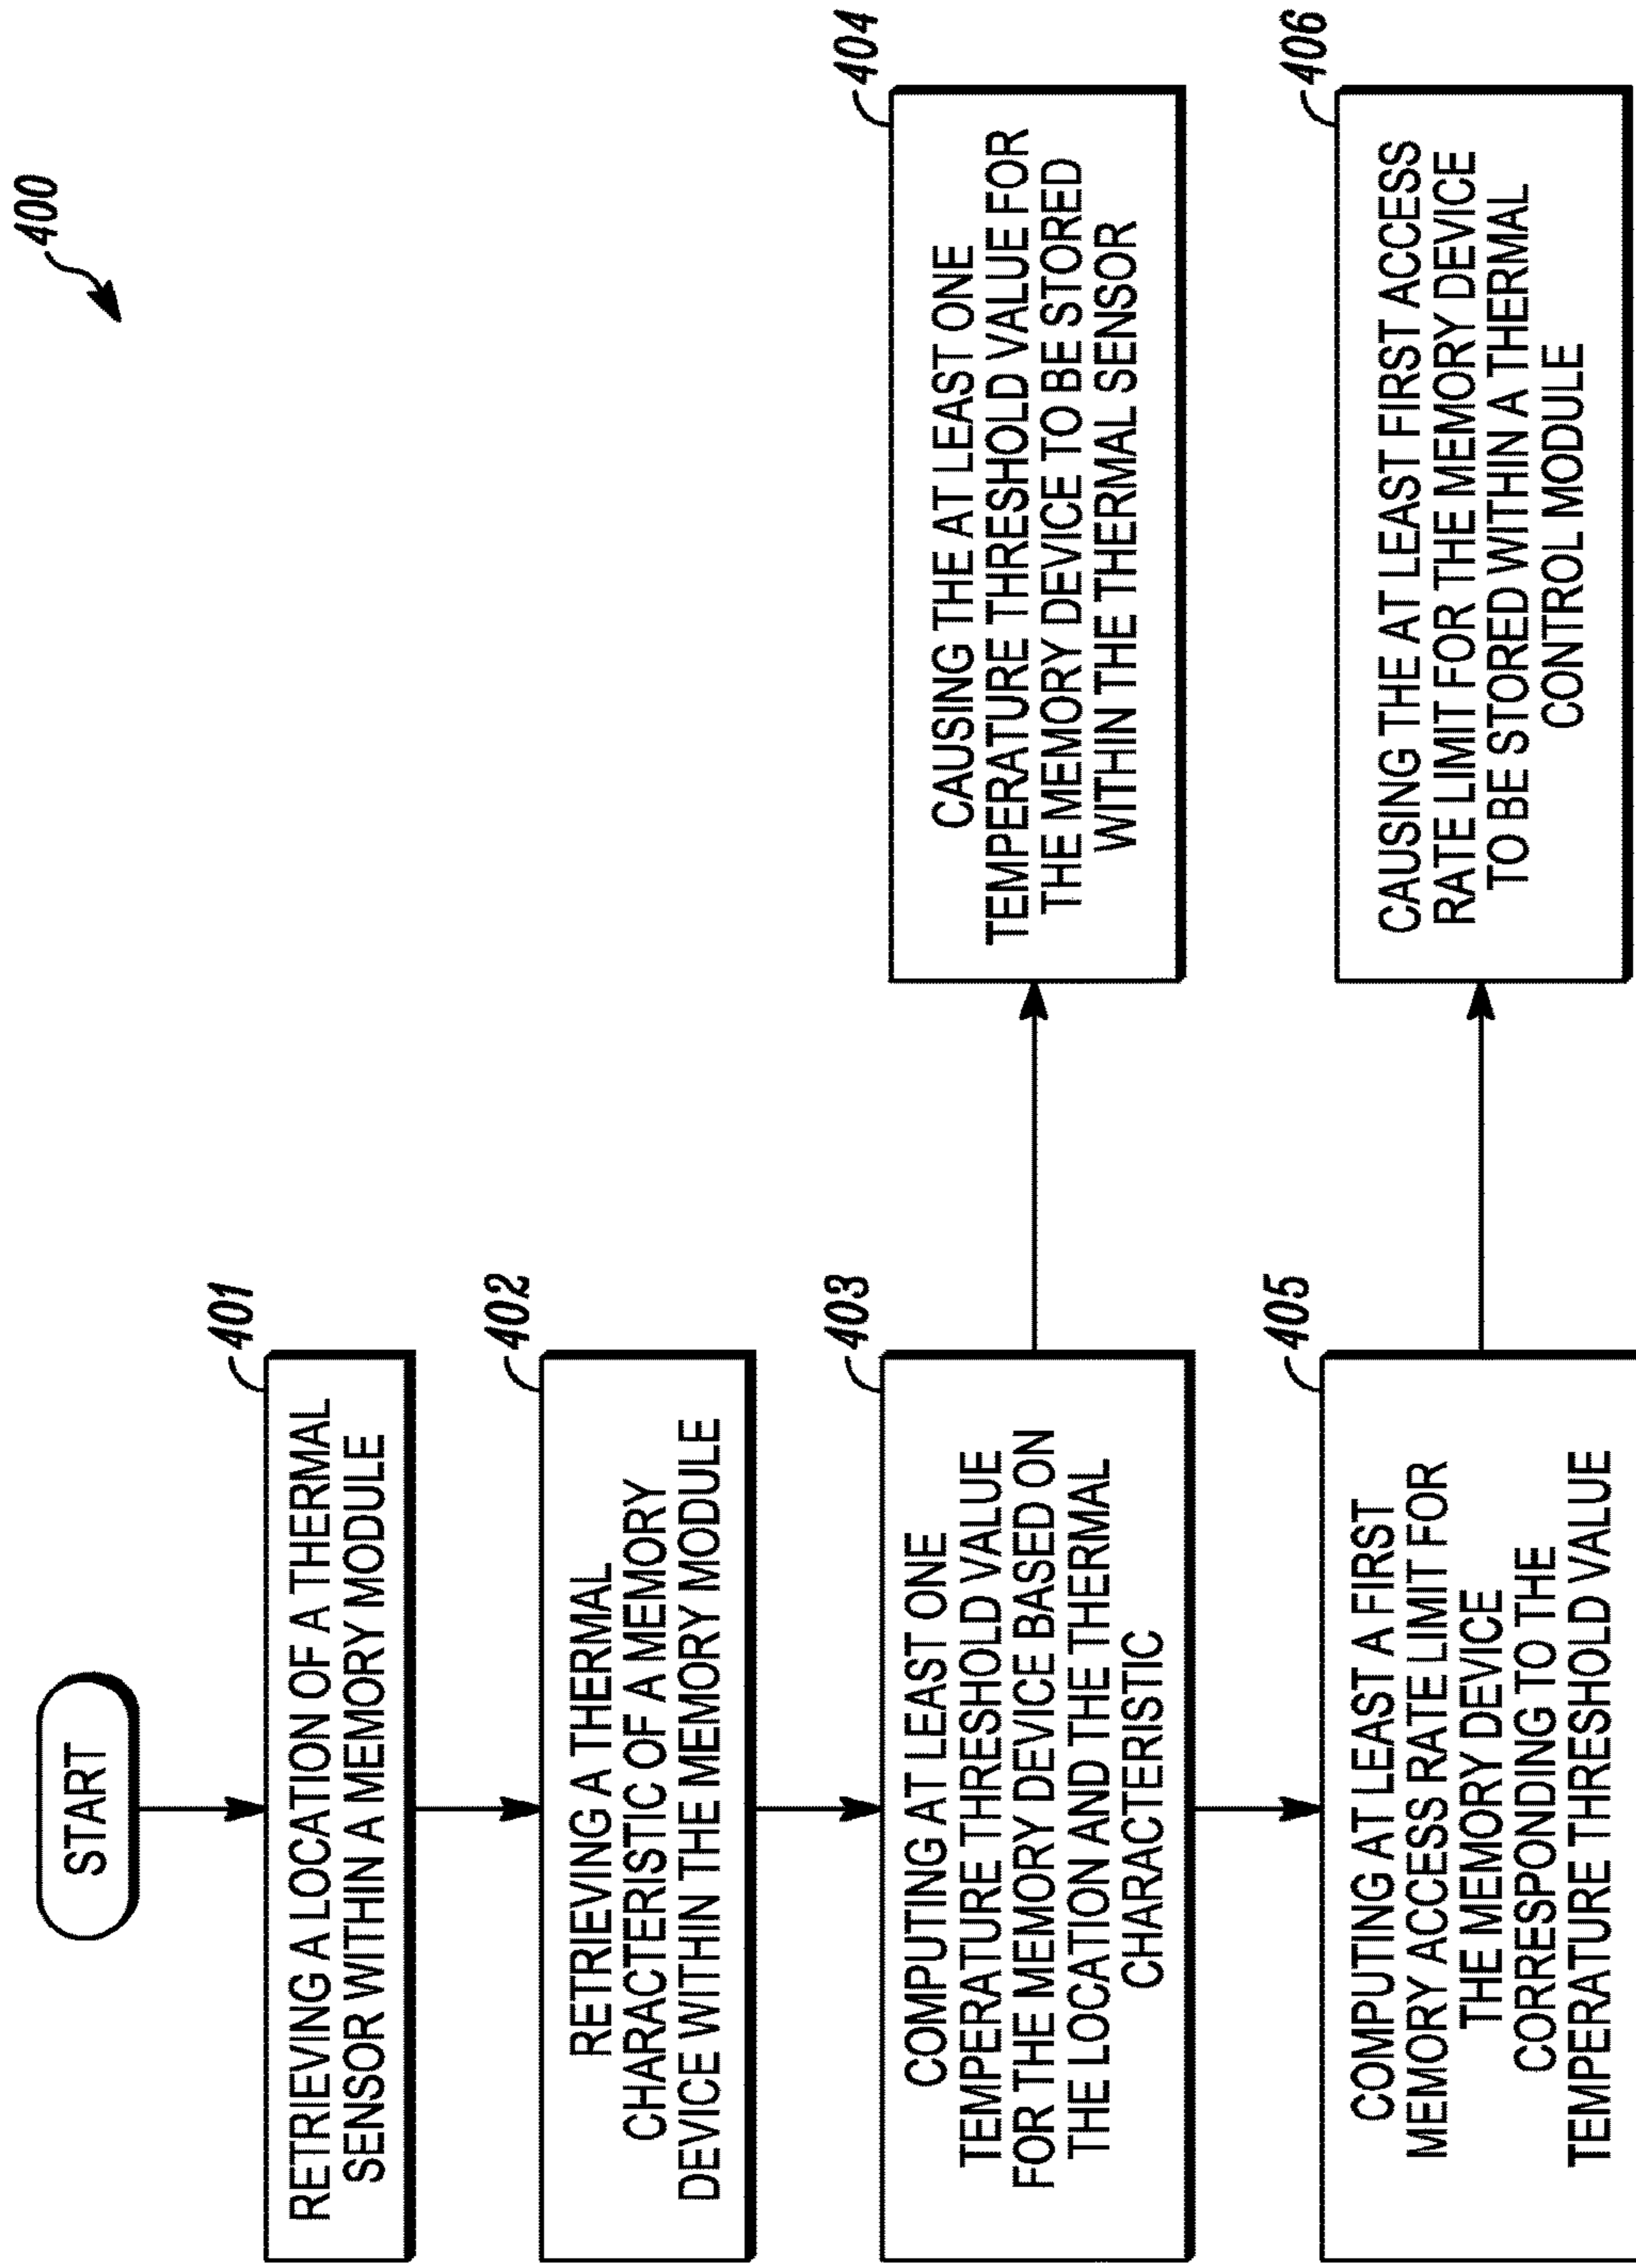 400
START
401
RETRIEVING A LOCATION OF A THERMAL
SENSOR WITHIN A MEMORY MODULE
402
RETRIEVING A THERMAL
CHARACTERISTIC OF A MEMORY
DEVICE WITHIN THE MEMORY MODULE
403
COMPUTING AT LEAST ONE
TEMPERATURE THRESHOLD VALUE
FOR THE MEMORY DEVICE BASED ON
THE LOCATION AND THE THERMAL
CHARACTERISTIC
404
CAUSING THE AT LEAST ONE
TEMPERATURE THRESHOLD VALUE FOR
THE MEMORY DEVICE TO BE STORED
WITHIN THE THERMAL SENSOR
405
COMPUTING AT LEAST A FIRST
MEMORY ACCESS RATE LIMIT FOR
THE MEMORY DEVICE
CORRESPONDING TO THE
TEMPERATURE THRESHOLD VALUE
406
CAUSING THE AT LEAST FIRST ACCESS
RATE LIMIT FOR THE MEMORY DEVICE
TO BE STORED WITHIN A THERMAL
CONTROL MODULE